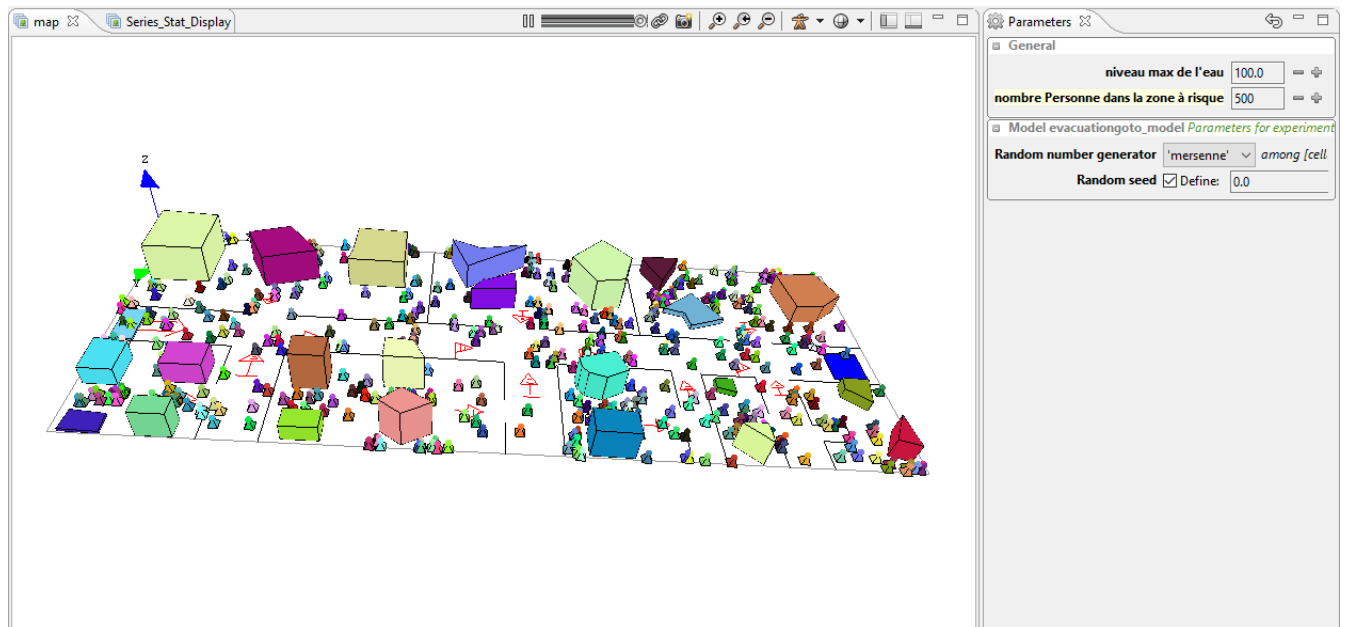 map
Series_Stat_Display
Parameters
General
niveau max de l'eau 100.0
nombre Personne dans la zone à risque 500
Model evacuationgoto_model Parameters for experiment
Random number generator 'mersenne' among [cell
Random seed Define: 0.0
z